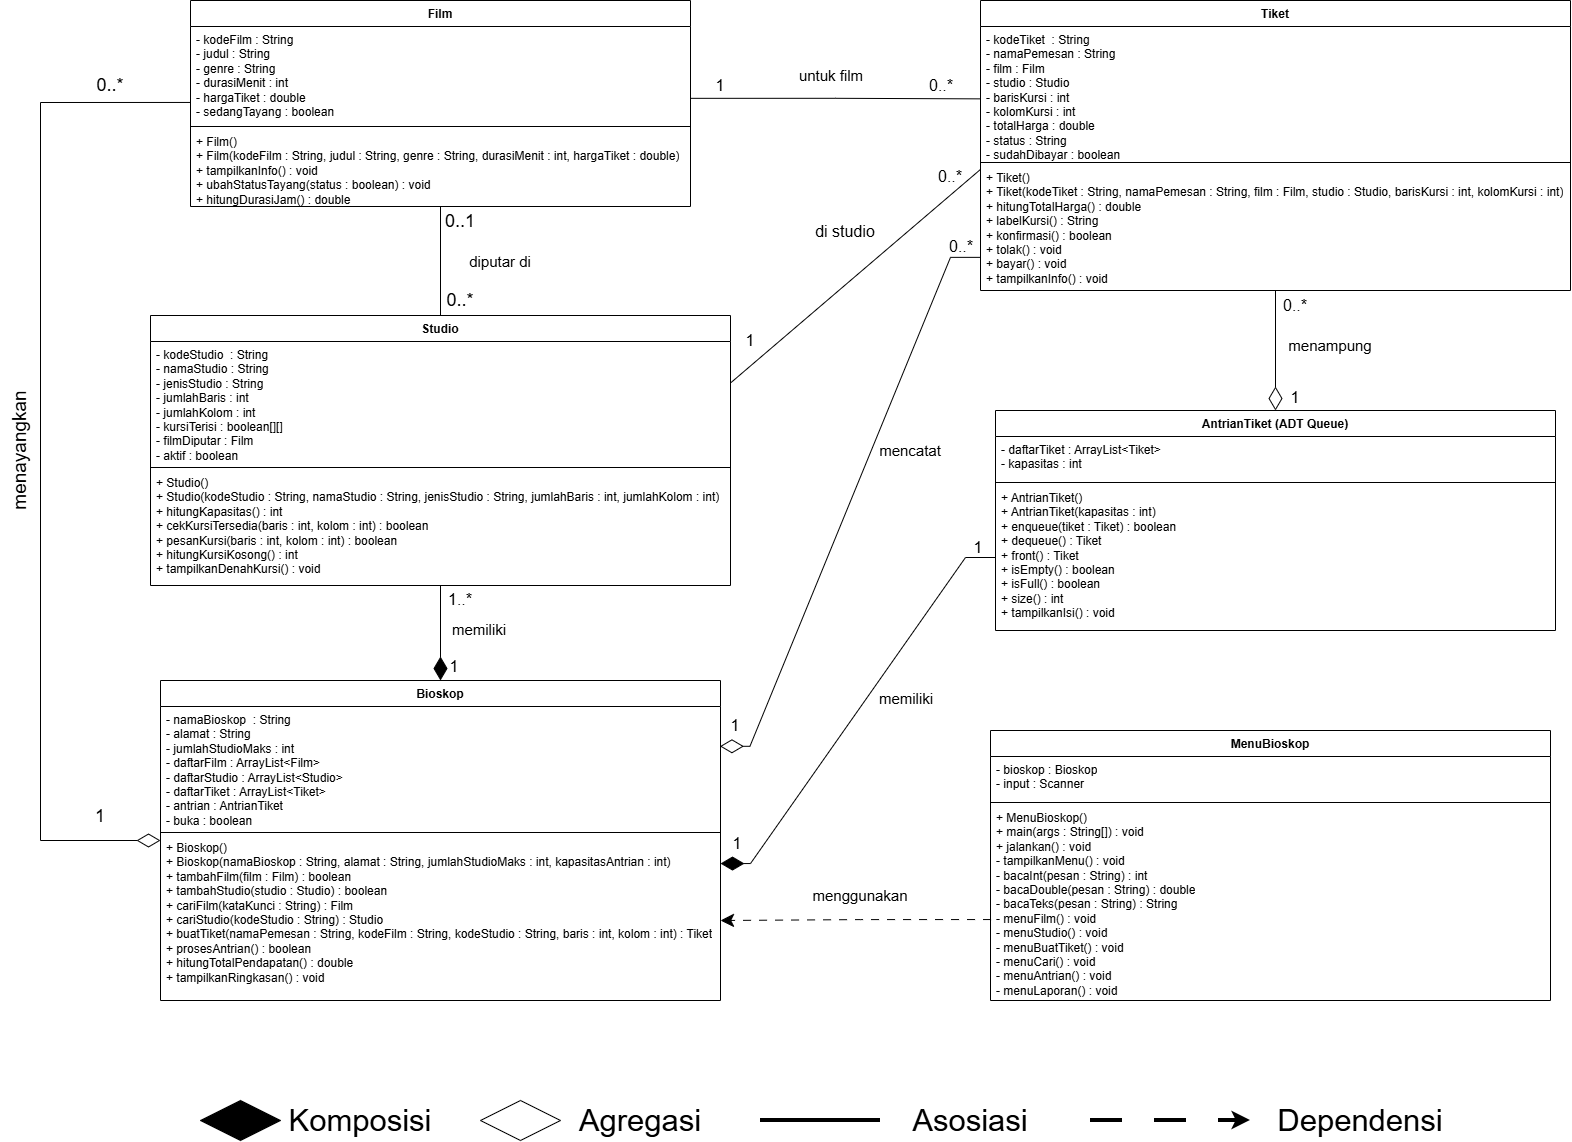 Film
- kodeFilm : String
- judul : String
- genre : String
- durasiMenit : int
- hargaTiket : double
- sedangTayang : boolean
+ Film()
+ Film(kodeFilm : String, judul : String, genre : String, durasiMenit : int, hargaTiket : double)
+ tampilkanInfo() : void
+ ubahStatusTayang(status : boolean) : void
+ hitungDurasiJam() : double
0..*
menayangkan
1
1
untuk film
0..*
Tiket
- kodeTiket  : String
- namaPemesan : String
- film : Film
- studio : Studio
- barisKursi : int
- kolomKursi : int
- totalHarga : double
- status : String
- sudahDibayar : boolean
+ Tiket()
+ Tiket(kodeTiket : String, namaPemesan : String, film : Film, studio : Studio, barisKursi : int, kolomKursi : int)
+ hitungTotalHarga() : double
+ labelKursi() : String
+ konfirmasi() : boolean
+ tolak() : void
+ bayar() : void
+ tampilkanInfo() : void
0..1
diputar di
0..*
0..*
di studio
1
0..*
mencatat
1
0..*
menampung
1
Studio
- kodeStudio  : String
- namaStudio : String
- jenisStudio : String
- jumlahBaris : int
- jumlahKolom : int
- kursiTerisi : boolean[][]
- filmDiputar : Film
- aktif : boolean
+ Studio()
+ Studio(kodeStudio : String, namaStudio : String, jenisStudio : String, jumlahBaris : int, jumlahKolom : int)
+ hitungKapasitas() : int
+ cekKursiTersedia(baris : int, kolom : int) : boolean
+ pesanKursi(baris : int, kolom : int) : boolean
+ hitungKursiKosong() : int
+ tampilkanDenahKursi() : void
AntrianTiket (ADT Queue)
- daftarTiket : ArrayList<Tiket>
- kapasitas : int
+ AntrianTiket()
+ AntrianTiket(kapasitas : int)
+ enqueue(tiket : Tiket) : boolean
+ dequeue() : Tiket
+ front() : Tiket
+ isEmpty() : boolean
+ isFull() : boolean
+ size() : int
+ tampilkanIsi() : void
1..*
memiliki
1
1
memiliki
1
Bioskop
- namaBioskop  : String
- alamat : String
- jumlahStudioMaks : int
- daftarFilm : ArrayList<Film>
- daftarStudio : ArrayList<Studio>
- daftarTiket : ArrayList<Tiket>
- antrian : AntrianTiket
- buka : boolean
+ Bioskop()
+ Bioskop(namaBioskop : String, alamat : String, jumlahStudioMaks : int, kapasitasAntrian : int)
+ tambahFilm(film : Film) : boolean
+ tambahStudio(studio : Studio) : boolean
+ cariFilm(kataKunci : String) : Film
+ cariStudio(kodeStudio : String) : Studio
+ buatTiket(namaPemesan : String, kodeFilm : String, kodeStudio : String, baris : int, kolom : int) : Tiket
+ prosesAntrian() : boolean
+ hitungTotalPendapatan() : double
+ tampilkanRingkasan() : void
menggunakan
MenuBioskop
- bioskop : Bioskop
- input : Scanner
+ MenuBioskop()
+ main(args : String[]) : void
+ jalankan() : void
- tampilkanMenu() : void
- bacaInt(pesan : String) : int
- bacaDouble(pesan : String) : double
- bacaTeks(pesan : String) : String
- menuFilm() : void
- menuStudio() : void
- menuBuatTiket() : void
- menuCari() : void
- menuAntrian() : void
- menuLaporan() : void
Komposisi
Agregasi
Asosiasi
Dependensi